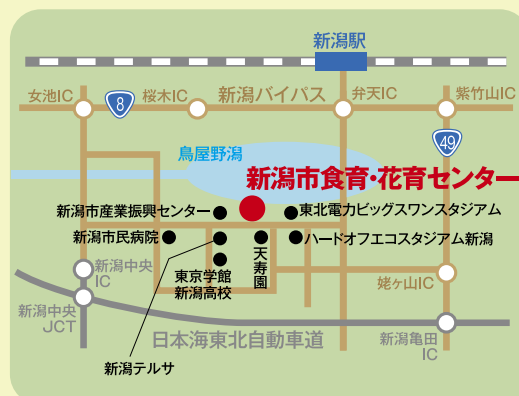 新潟駅
女池IC
8
桜木IC
新潟バイパス
弁天IC
紫竹山IC
49
鳥屋野潟
新潟市食育・花育センター
新潟市産業振興センター
東北電力ビッグスワンスタジアム
新潟市民病院
ハードオフエコスタジアム新潟
天寿園
東京学館
新潟高校
新潟中央
IC
姥ヶ山IC
新潟中央
JCT
日本海東北自動車道
新潟亀田
IC
新潟テルサ